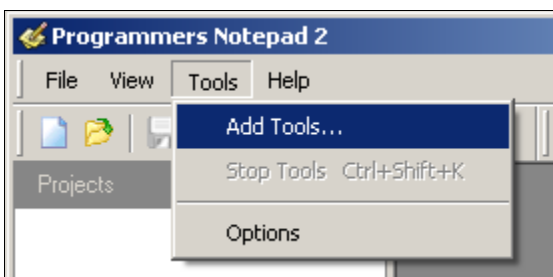 Programmers Notepad 2
File View Tools Help
Add Tools...
Stop Tools Ctrl+Shift+K
Projects
Options